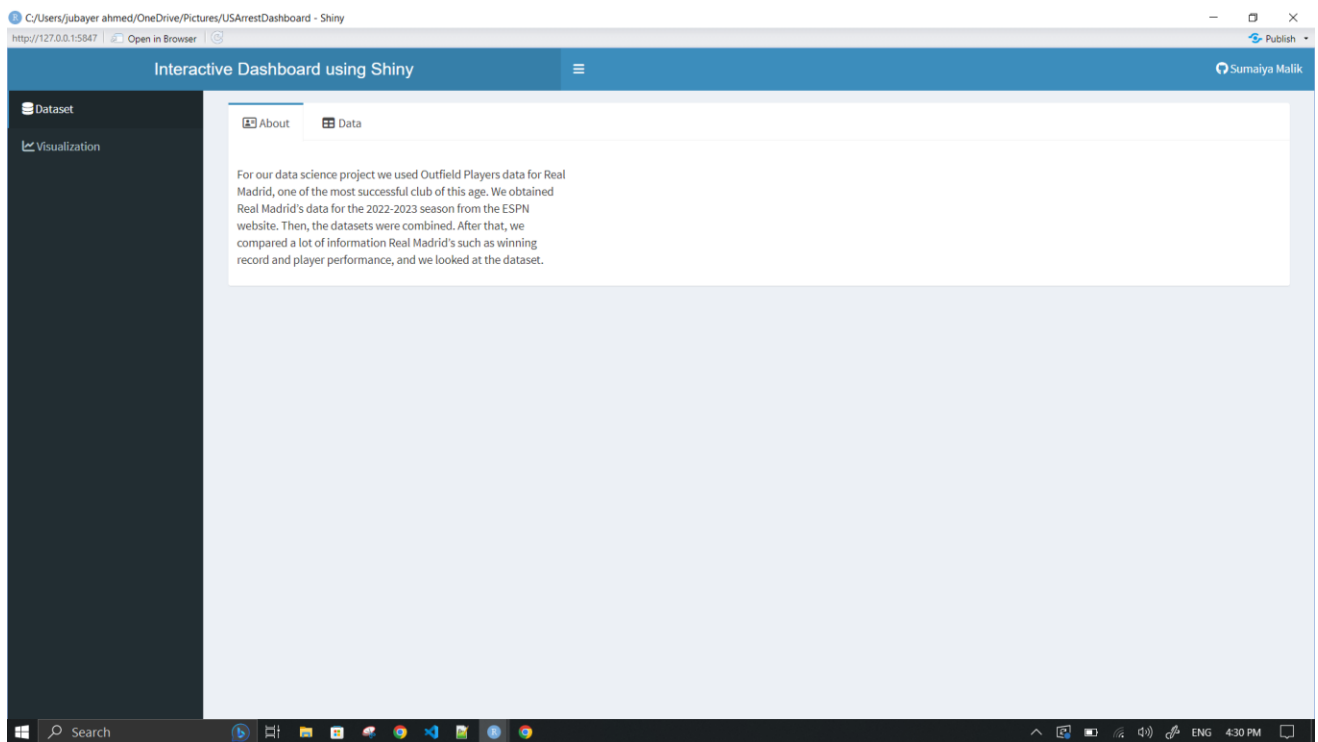 C:/Users/jubayer ahmed/OneDrive/Pictures/USArrestDashboard - Shiny
http://127.0.0.1:5847 Open in Browser Publish
Interactive Dashboard using Shiny Sumaiya Malik
Dataset
Visualization
About Data
For our data science project we used Outfield Players data for Real
Madrid, one of the most successful club of this age. We obtained
Real Madrid's data for the 2022-2023 season from the ESPN
website. Then, the datasets were combined. After that, we
compared a lot of information Real Madrid's such as winning
record and player performance, and we looked at the dataset.
Search ENG 4:30 PM